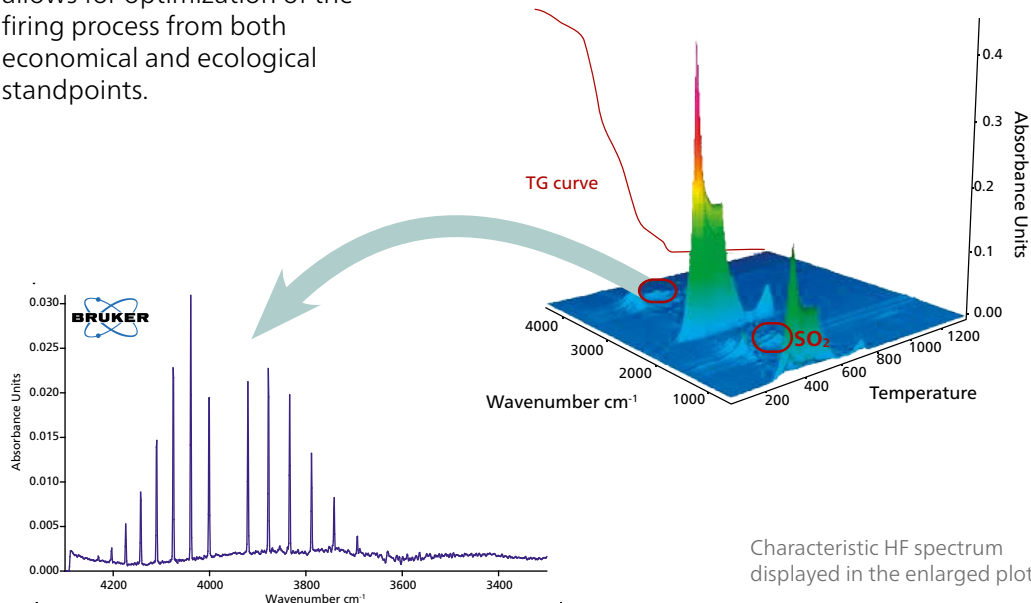 allows for optimization of the
firing process from both
economical and ecological
standpoints.
TG curve
0.4
0.3
0.2
0.1
0.00
Absorbance Units
4000
3000
2000
1000
Wavenumber cm-1
SO2
200
400
600
800
1000
1200
Temperature
BRUKER
0.030
0.025
0.020
0.015
0.010
0.005
0.000
Absorbance Units
4200
4000
3800
3600
3400
Wavenumber cm-1
Characteristic HF spectrum
displayed in the enlarged plot